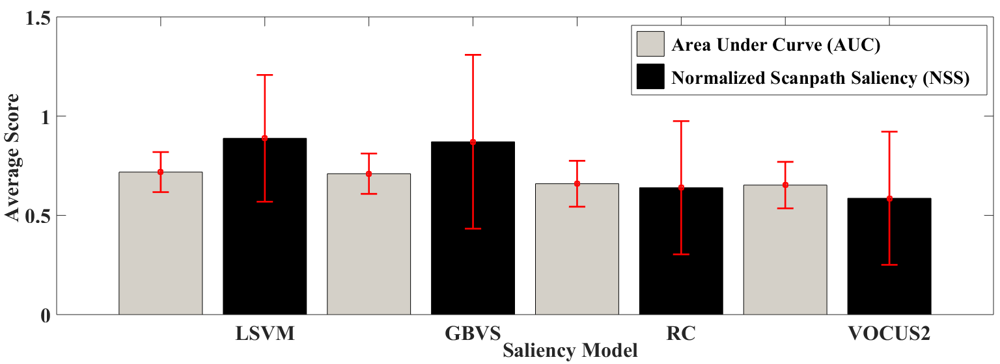 1.5
1
0.5
0
Average Score
Area Under Curve (AUC)
Normalized Scanpath Saliency (NSS)
LSVM GBVS RC VOCUS2
Saliency Model